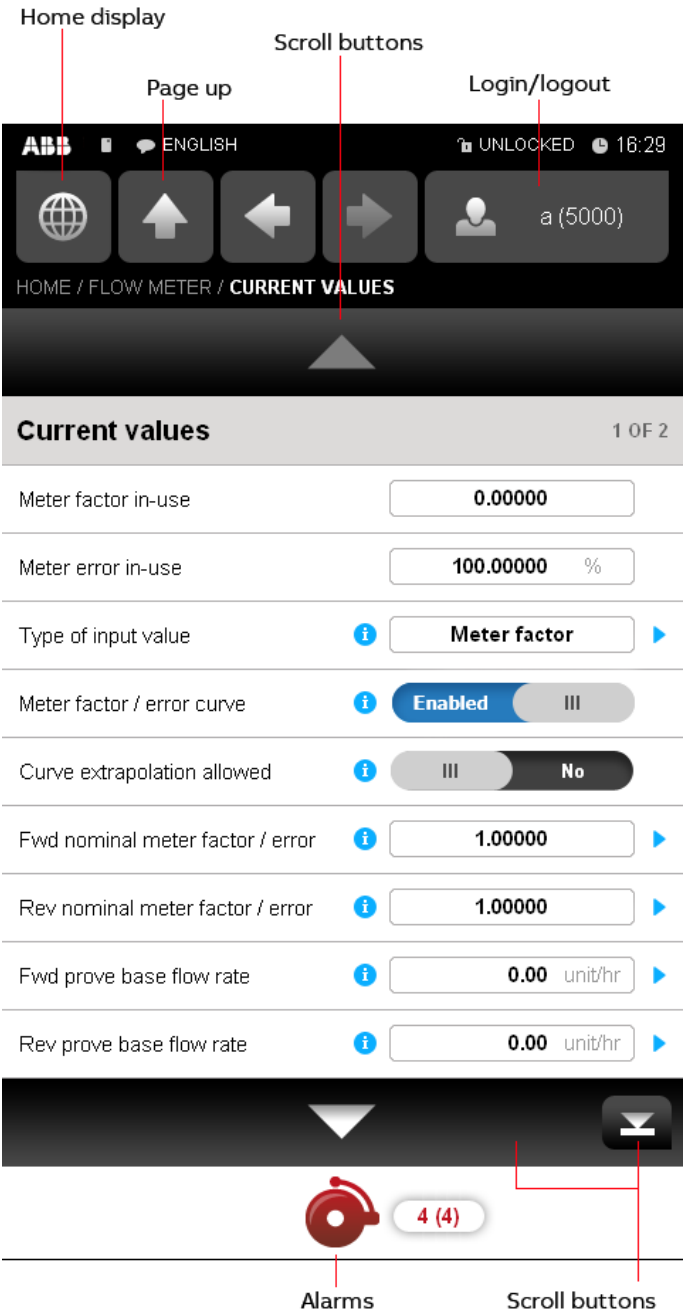 Home display
Scroll buttons
Page up
Login/logout
ABB ENGLISH UNLOCKED 16:29
a (5000)
HOME / FLOW METER / CURRENT VALUES
Current values 1 OF 2
Meter factor in-use 0.00000
Meter error in-use 100.00000 %
Type of input value i Meter factor
Meter factor / error curve i Enabled III
Curve extrapolation allowed i III No
Fwd nominal meter factor / error i 1.00000
Rev nominal meter factor / error i 1.00000
Fwd prove base flow rate i 0.00 unit/hr
Rev prove base flow rate i 0.00 unit/hr
4 (4)
Alarms
Scroll buttons